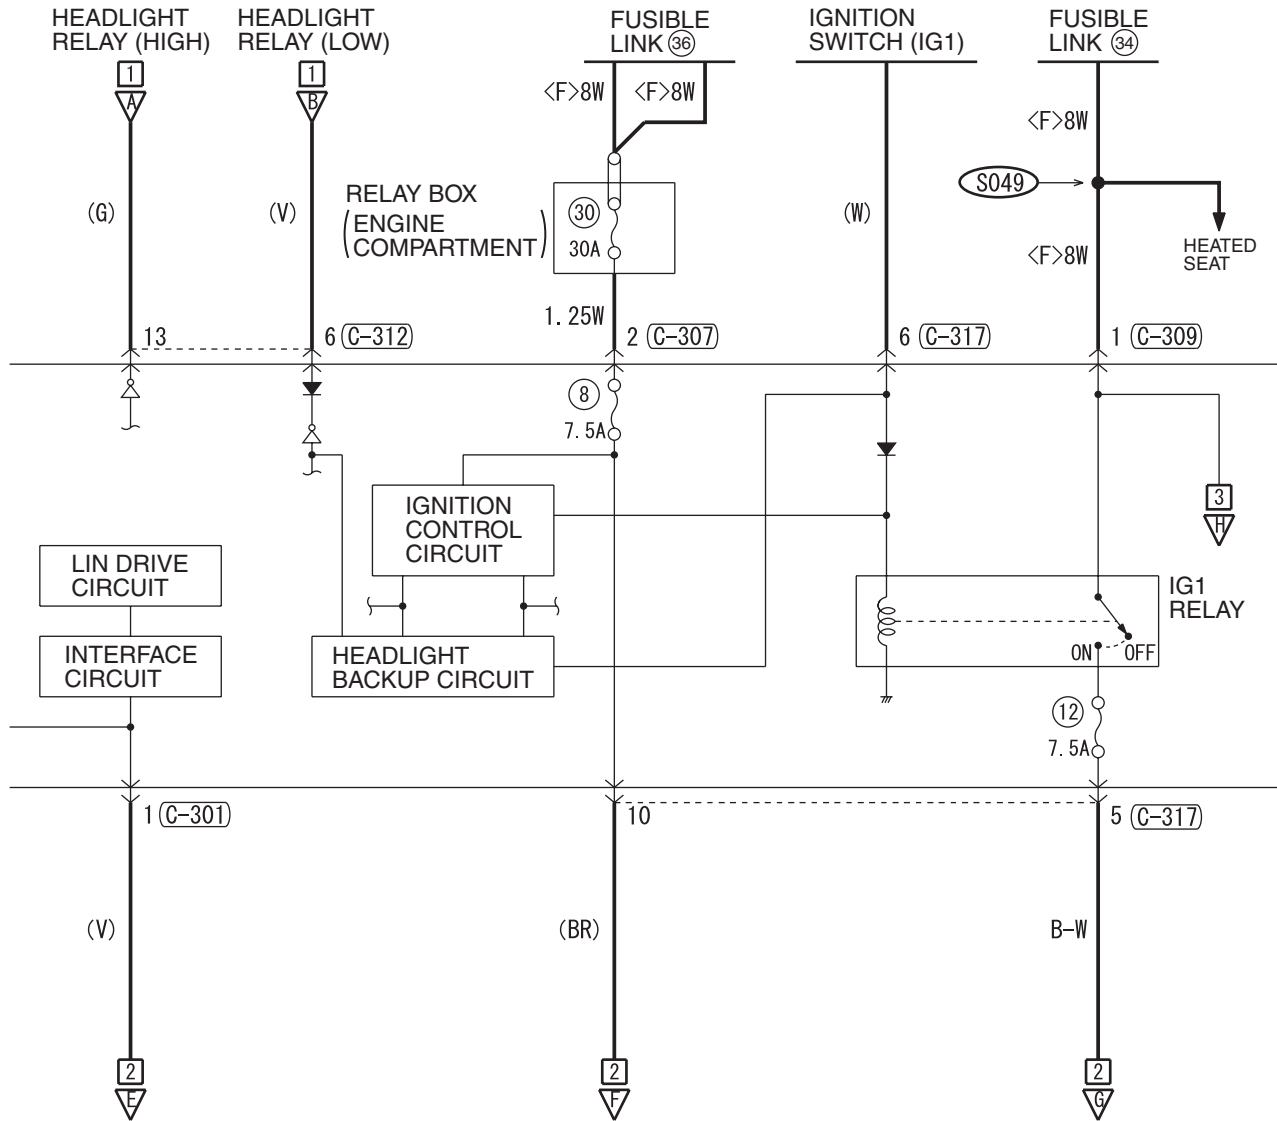 HEADLIGHT
RELAY (HIGH)
HEADLIGHT
RELAY (LOW)
FUSIBLE
LINK 36
IGNITION
SWITCH (IG1)
FUSIBLE
LINK 34
1
A
1
B
<F>8W
<F>8W
<F>8W
S049
RELAY BOX
(ENGINE
COMPARTMENT)
30
30A
(G)
(V)
(W)
<F>8W
HEATED
SEAT
1.25W
13
6 C-312
2 C-307
6 C-317
1 C-309
8
7.5A
IGNITION
CONTROL
CIRCUIT
3
H
LIN DRIVE
CIRCUIT
IG1
RELAY
INTERFACE
CIRCUIT
HEADLIGHT
BACKUP CIRCUIT
ON
OFF
12
7.5A
1 C-301
10
5 C-317
(V)
(BR)
B-W
2
E
2
F
2
G